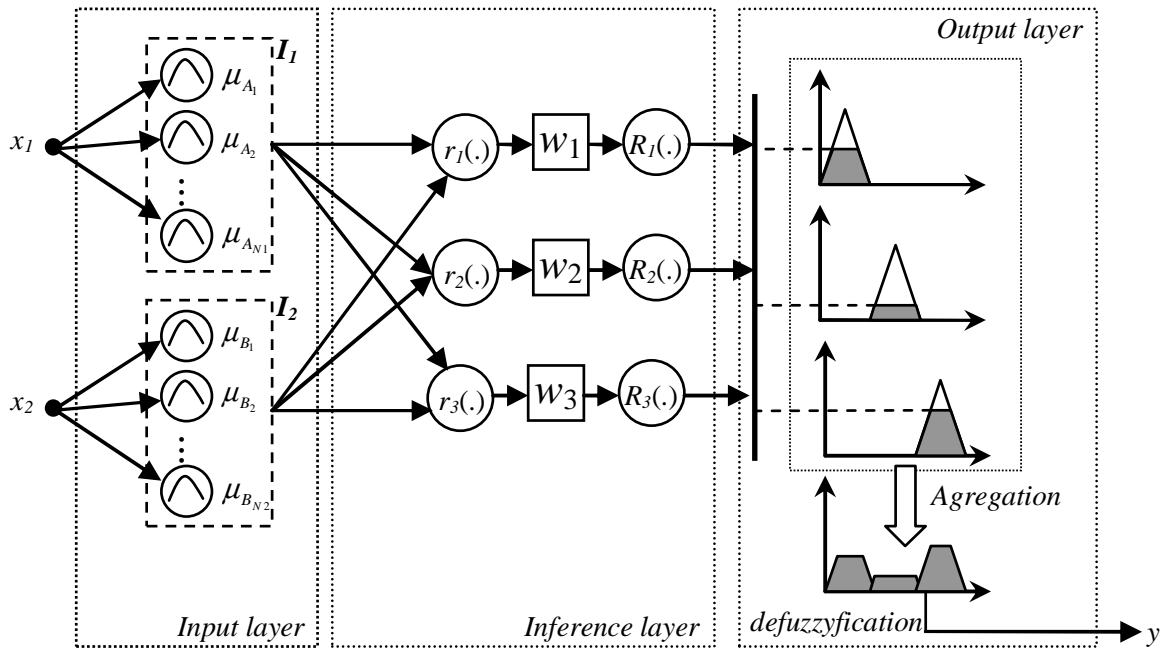 x1
I1
μA1
μA2
μAN1
x2
I2
μB1
μB2
μBN2
Input layer
r1(.)
w1
R1(.)
r2(.)
w2
R2(.)
r3(.)
w3
R3(.)
Inference layer
Output layer
Agregation
defuzzyfication
y